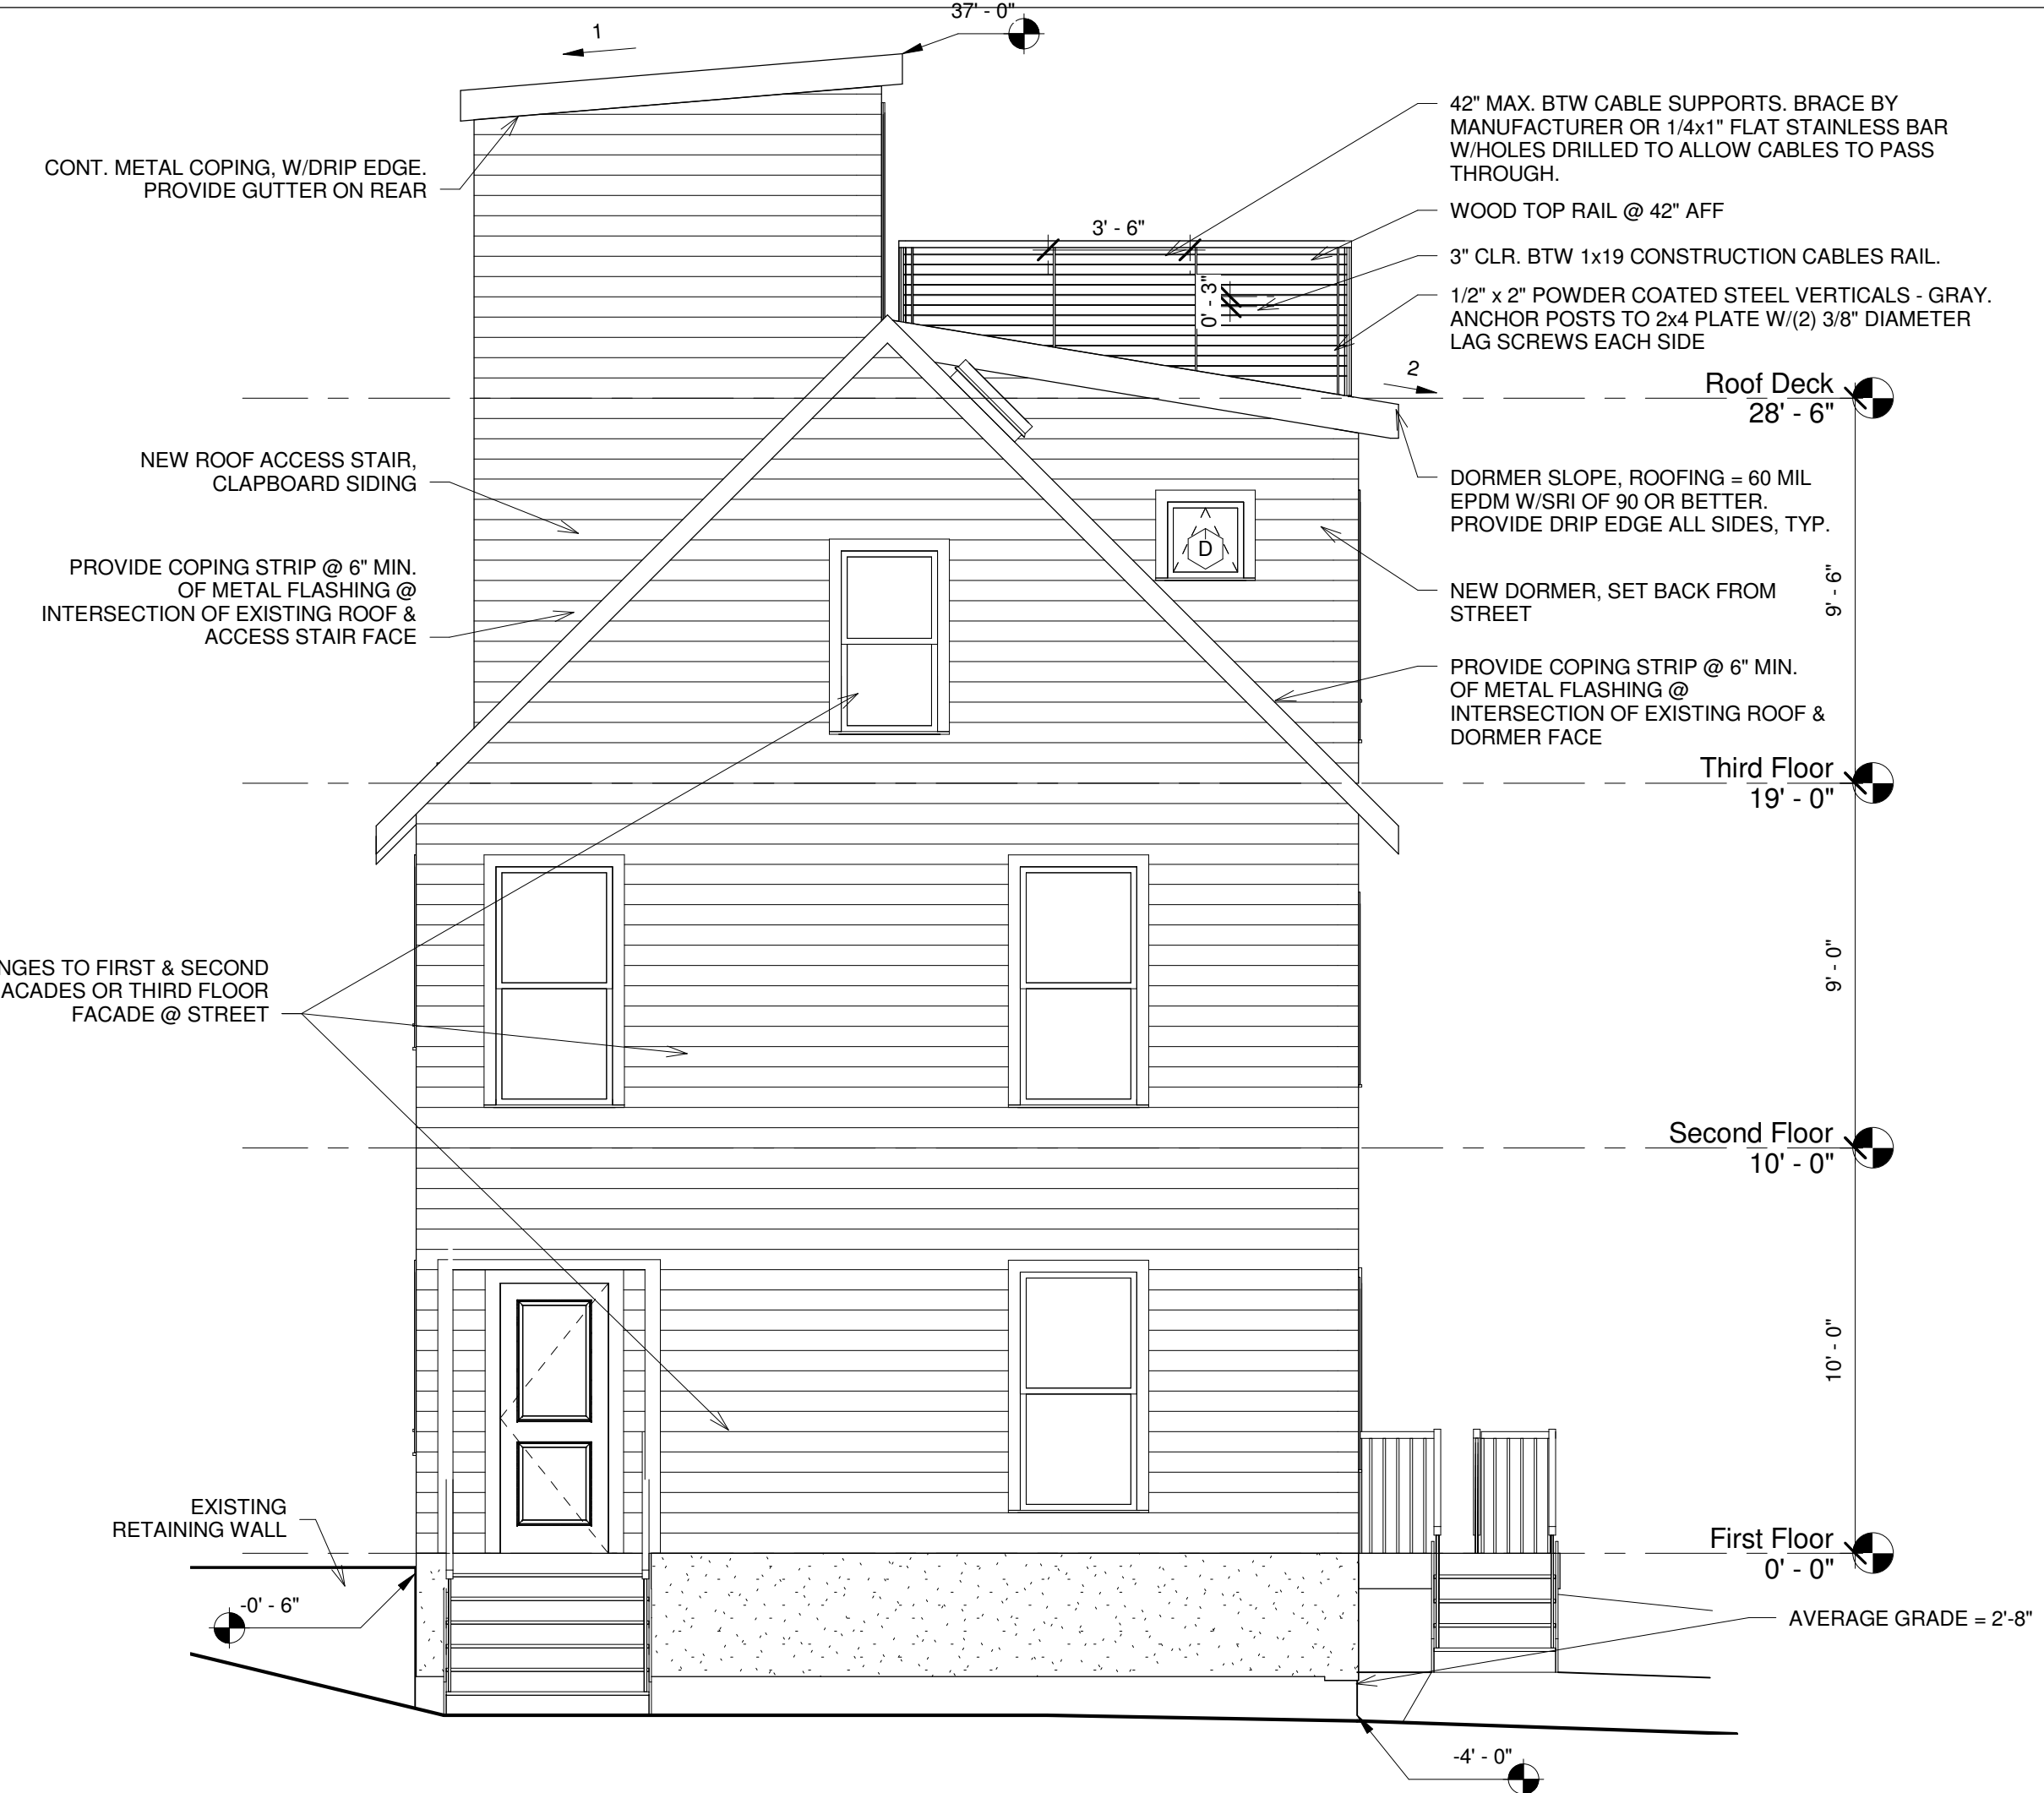 37' - 0"
1
42" MAX. BTW CABLE SUPPORTS. BRACE BY
MANUFACTURER OR 1/4x1" FLAT STAINLESS BAR
W/HOLES DRILLED TO ALLOW CABLES TO PASS
THROUGH.
CONT. METAL COPING, W/DRIP EDGE.
PROVIDE GUTTER ON REAR
WOOD TOP RAIL @ 42" AFF
3' - 6"
3" CLR. BTW 1x19 CONSTRUCTION CABLES RAIL.
0' - 3"
1/2" x 2" POWDER COATED STEEL VERTICALS - GRAY.
ANCHOR POSTS TO 2x4 PLATE W/(2) 3/8" DIAMETER
LAG SCREWS EACH SIDE
2
Roof Deck
28' - 6"
NEW ROOF ACCESS STAIR,
CLAPBOARD SIDING
DORMER SLOPE, ROOFING = 60 MIL
EPDM W/SRI OF 90 OR BETTER.
PROVIDE DRIP EDGE ALL SIDES, TYP.
D
PROVIDE COPING STRIP @ 6" MIN.
OF METAL FLASHING @
INTERSECTION OF EXISTING ROOF &
ACCESS STAIR FACE
NEW DORMER, SET BACK FROM
STREET
9' - 6"
PROVIDE COPING STRIP @ 6" MIN.
OF METAL FLASHING @
INTERSECTION OF EXISTING ROOF &
DORMER FACE
Third Floor
19' - 0"
NGES TO FIRST & SECOND
ACADES OR THIRD FLOOR
FACADE @ STREET
9' - 0"
Second Floor
10' - 0"
10' - 0"
EXISTING
RETAINING WALL
First Floor
0' - 0"
-0' - 6"
AVERAGE GRADE = 2'-8"
-4' - 0"